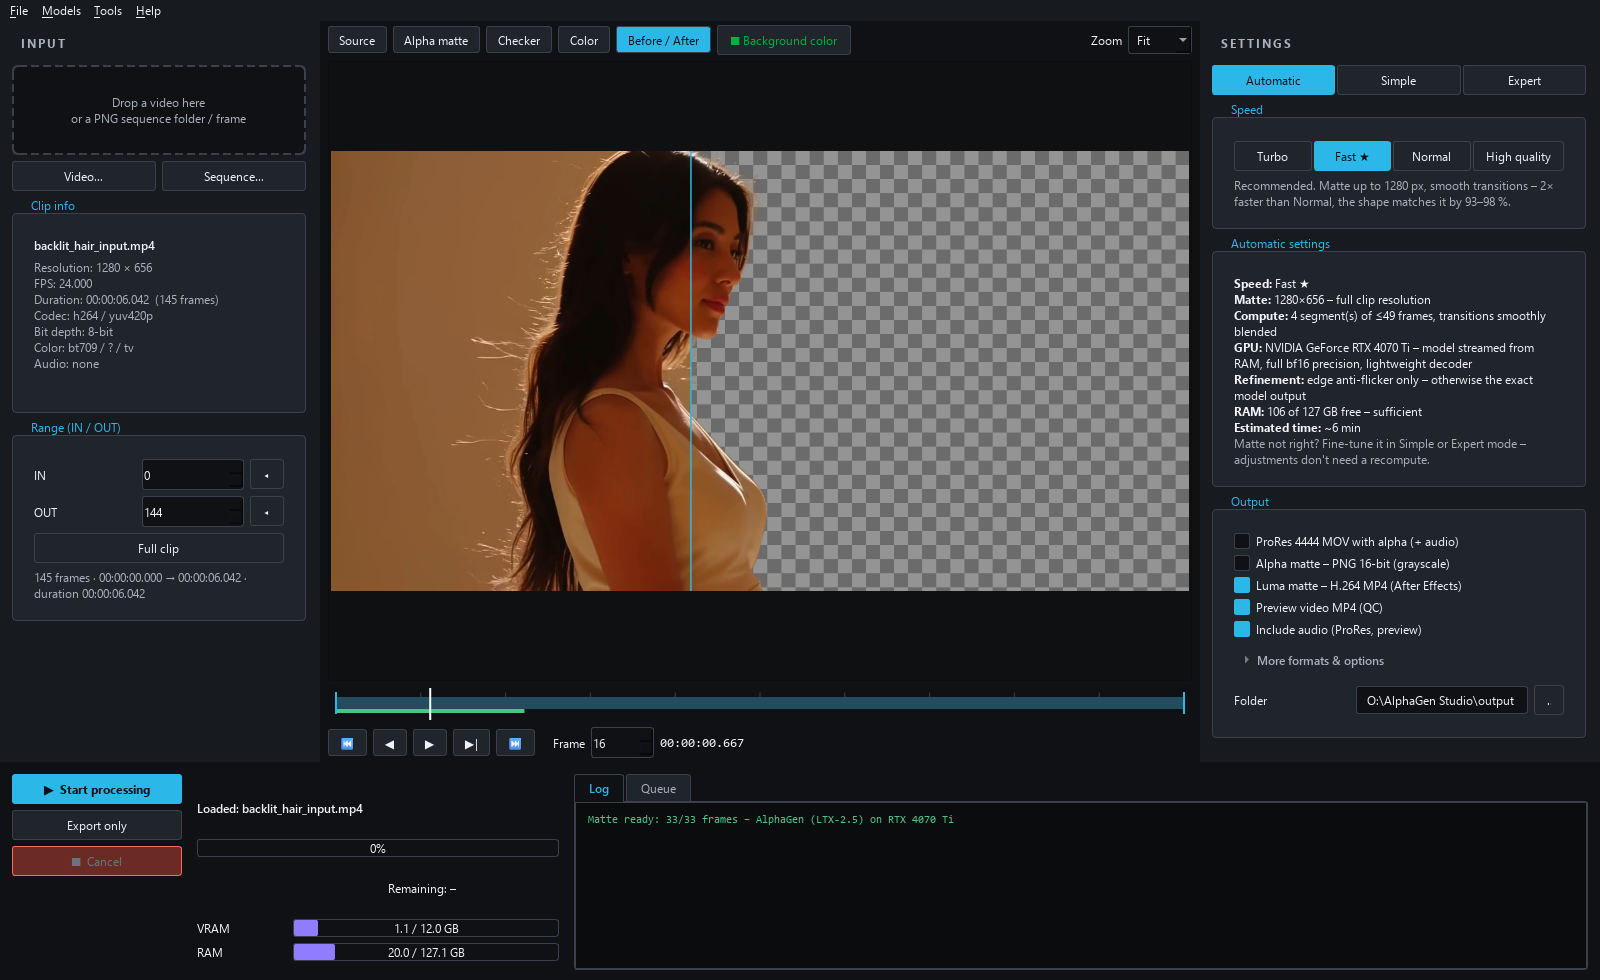 File Models Tools Help
INPUT
Drop a video here
or a PNG sequence folder / frame
Video...
Sequence...
Clip info
backlit_hair_input.mp4
Resolution: 1280 × 656
FPS: 24.000
Duration: 00:00:06.042 (145 frames)
Codec: h264 / yuv420p
Bit depth: 8-bit
Color: bt709 / ? / tv
Audio: none
Range (IN / OUT)
IN 0
OUT 144
Full clip
145 frames · 00:00:00.000 → 00:00:06.042 ·
duration 00:00:06.042
Source Alpha matte Checker Color Before / After Background color
Zoom Fit
Frame 16 00:00:00.667
SETTINGS
Automatic Simple Expert
Speed
Turbo Fast ★ Normal High quality
Recommended. Matte up to 1280 px, smooth transitions – 2×
faster than Normal, the shape matches it by 93–98 %.
Automatic settings
Speed: Fast ★
Matte: 1280×656 – full clip resolution
Compute: 4 segment(s) of ≤49 frames, transitions smoothly
blended
GPU: NVIDIA GeForce RTX 4070 Ti – model streamed from
RAM, full bf16 precision, lightweight decoder
Refinement: edge anti-flicker only – otherwise the exact
model output
RAM: 106 of 127 GB free – sufficient
Estimated time: ~6 min
Matte not right? Fine-tune it in Simple or Expert mode –
adjustments don't need a recompute.
Output
ProRes 4444 MOV with alpha (+ audio)
Alpha matte – PNG 16-bit (grayscale)
Luma matte – H.264 MP4 (After Effects)
Preview video MP4 (QC)
Include audio (ProRes, preview)
More formats & options
Folder O:\AlphaGen Studio\output ..
Start processing
Export only
Cancel
Loaded: backlit_hair_input.mp4
0%
Remaining: –
VRAM 1.1 / 12.0 GB
RAM 20.0 / 127.1 GB
Log Queue
Matte ready: 33/33 frames – AlphaGen (LTX-2.5) on RTX 4070 Ti